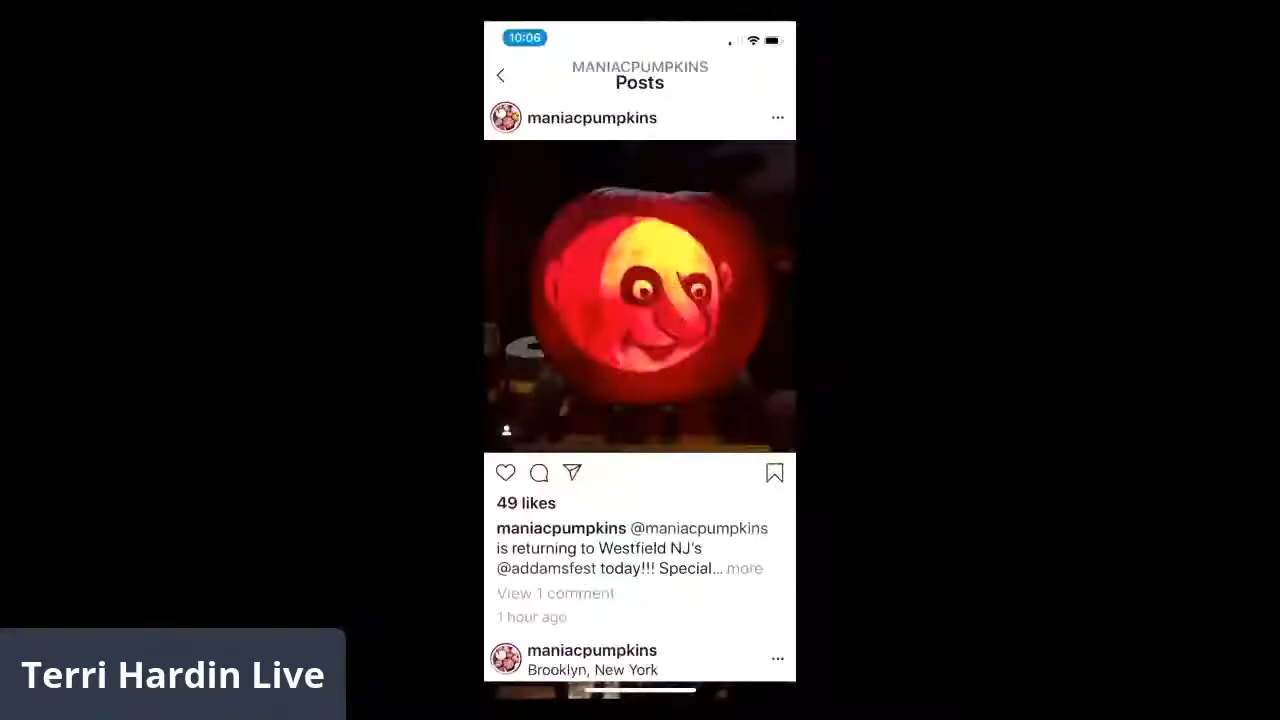 10:06
MANIACPUMPKINS
Posts
maniacpumpkins
49 likes
maniacpumpkins @maniacpumpkins
is returning to Westfield NJ's
@addamsfest today!!! Special... more
View 1 comment
1 hour ago
maniacpumpkins
Brooklyn, New York
Terri Hardin Live